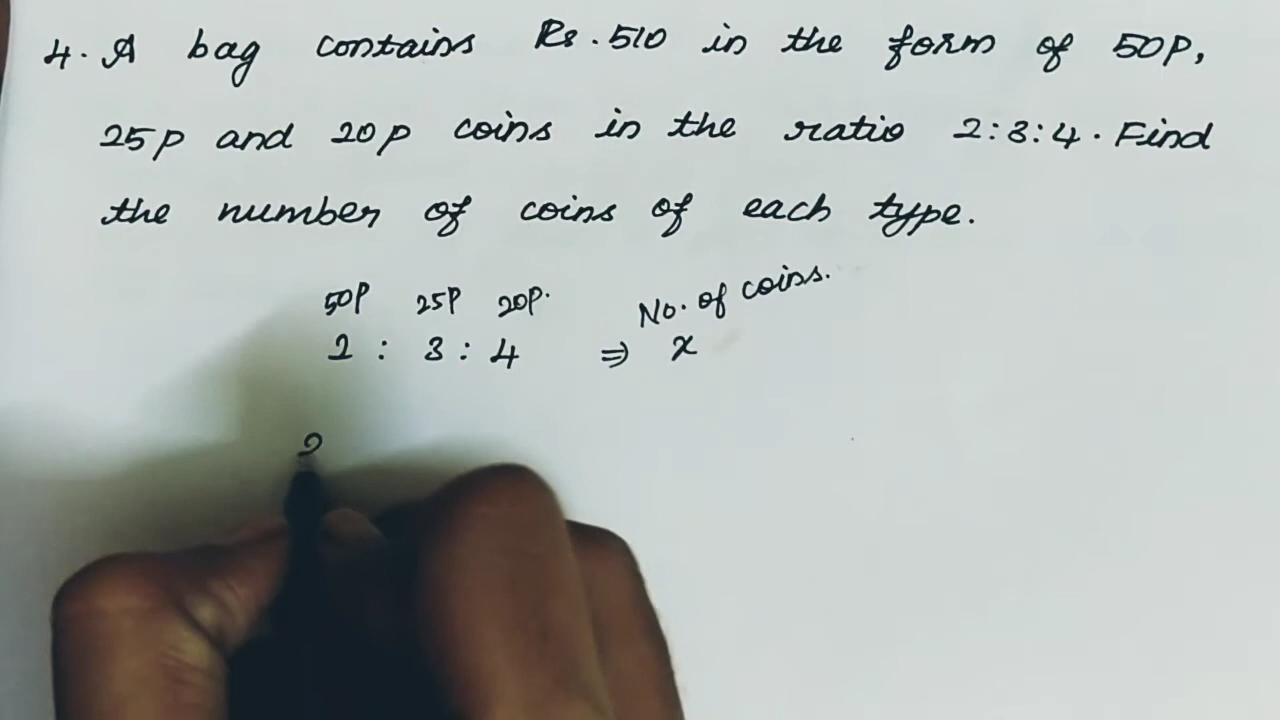 4. A bag contains Rs. 510 in the form of 50P,
25P and 20P coins in the ratio 2:3:4. Find
the number of coins of each type.
50P 25P 20P. No. of coins.
2 : 3 : 4 ⇒ x
2